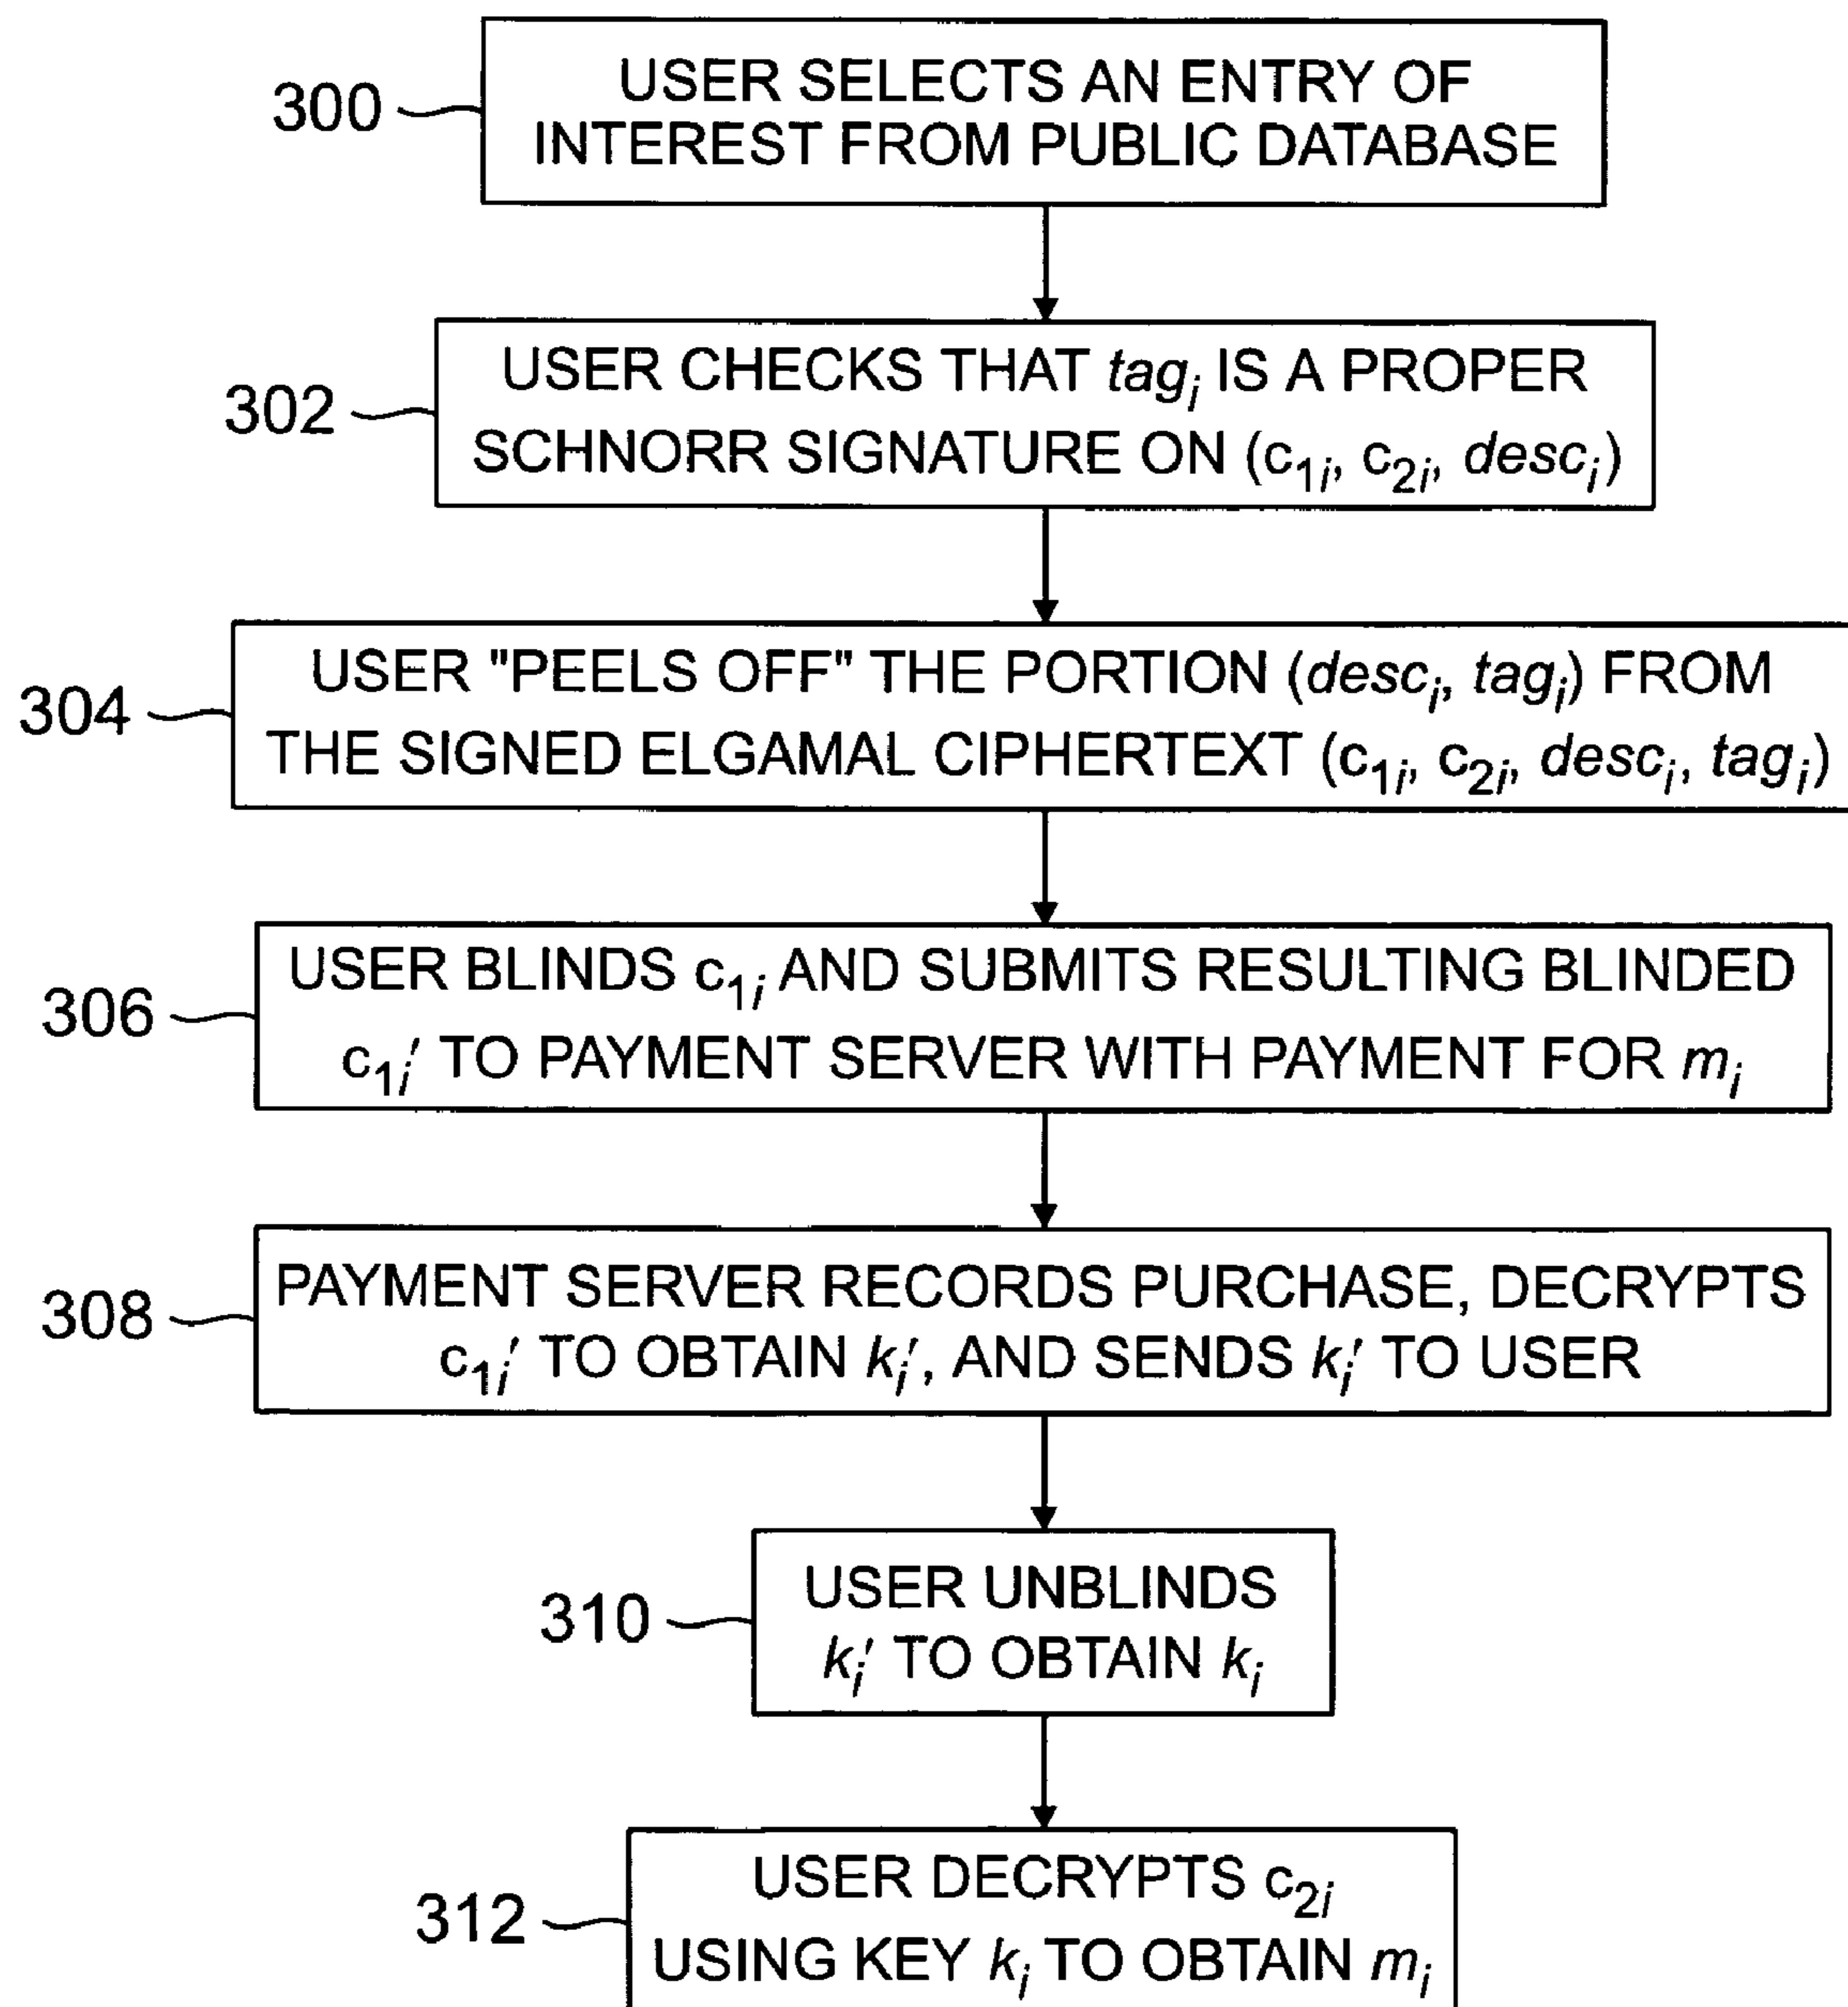 300
USER SELECTS AN ENTRY OF
INTEREST FROM PUBLIC DATABASE
302
USER CHECKS THAT tagᵢ IS A PROPER
SCHNORR SIGNATURE ON (c₁ᵢ, c₂ᵢ, descᵢ)
304
USER "PEELS OFF" THE PORTION (descᵢ, tagᵢ) FROM
THE SIGNED ELGAMAL CIPHERTEXT (c₁ᵢ, c₂ᵢ, descᵢ, tagᵢ)
306
USER BLINDS c₁ᵢ AND SUBMITS RESULTING BLINDED
c₁ᵢ′ TO PAYMENT SERVER WITH PAYMENT FOR mᵢ
308
PAYMENT SERVER RECORDS PURCHASE, DECRYPTS
c₁ᵢ′ TO OBTAIN kᵢ′, AND SENDS kᵢ′ TO USER
310
USER UNBLINDS
kᵢ′ TO OBTAIN kᵢ
312
USER DECRYPTS c₂ᵢ
USING KEY kᵢ TO OBTAIN mᵢ